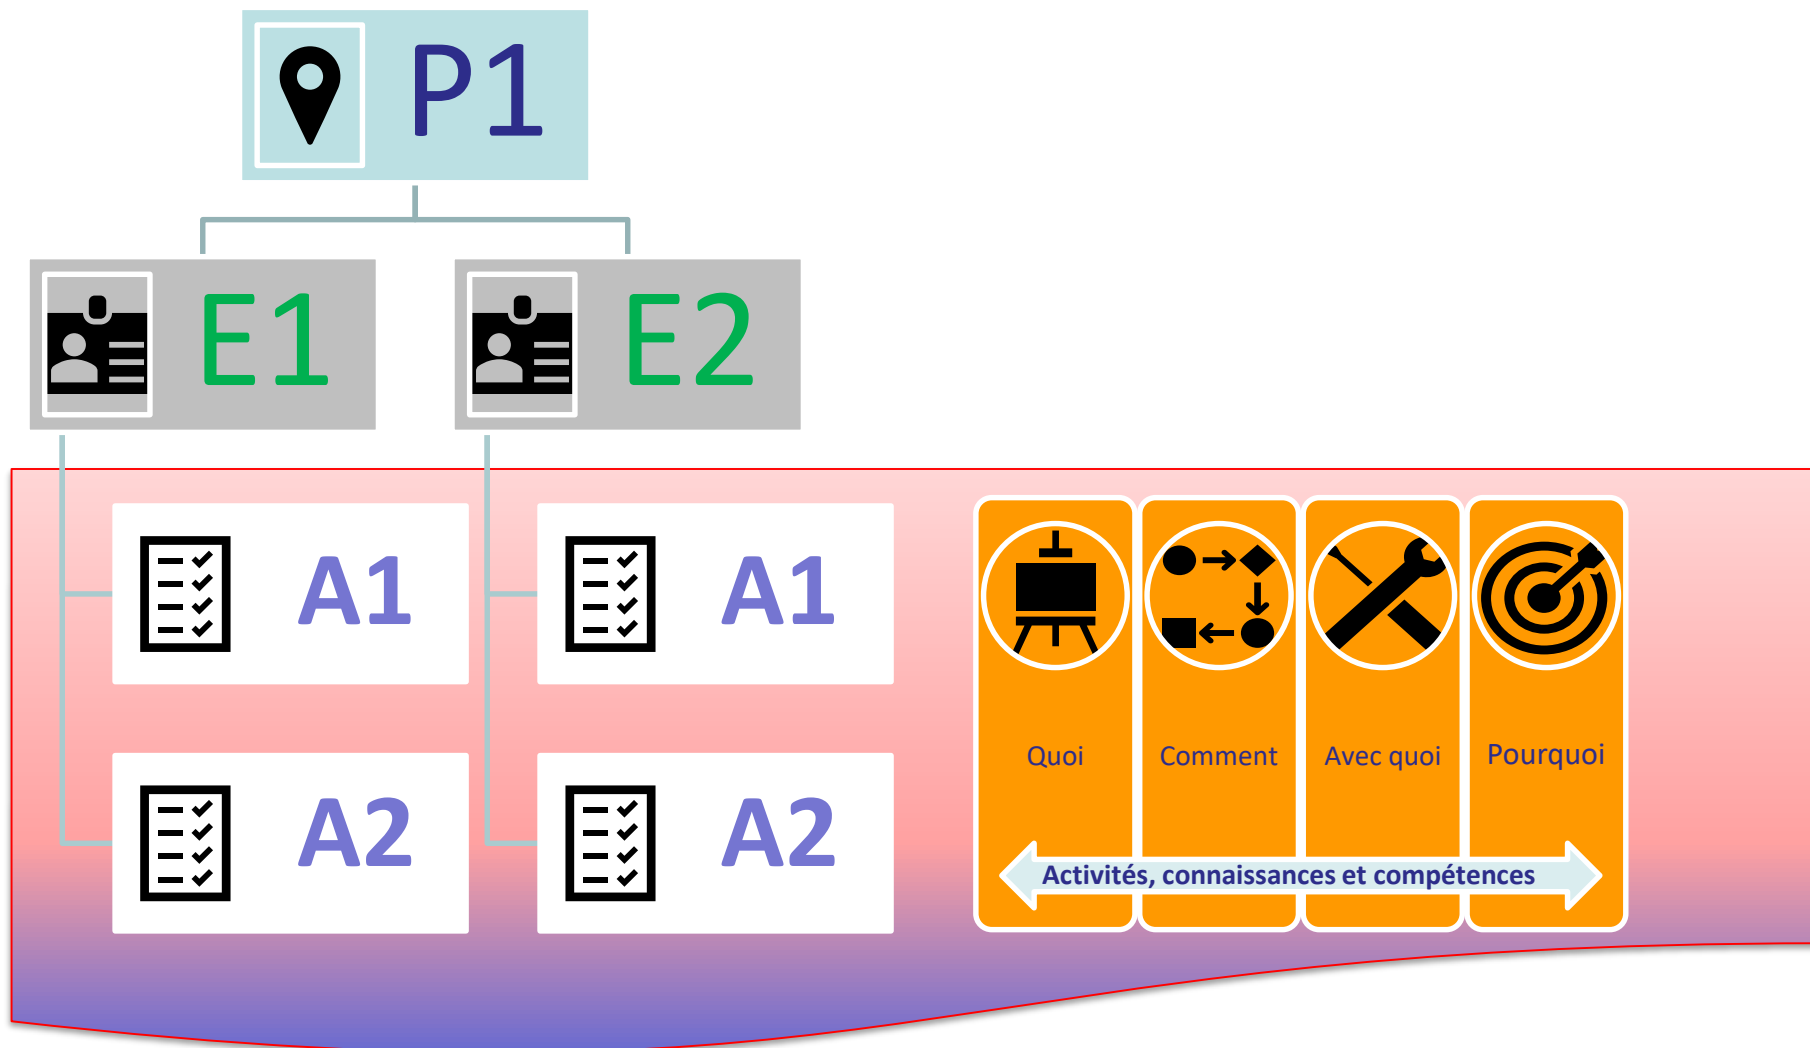 P1
E1
E2
A1
A1
A2
A2
Quoi
Comment
Avec quoi
Pourquoi
Activités, connaissances et compétences